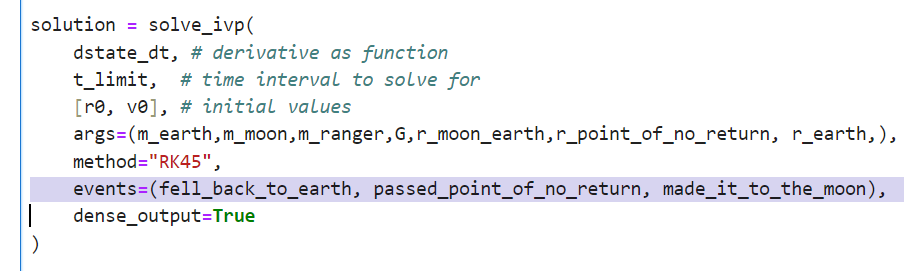 solution = solve_ivp(
    dstate_dt, # derivative as function
    t_limit,  # time interval to solve for
    [r0, v0], # initial values
    args=(m_earth,m_moon,m_ranger,G,r_moon_earth,r_point_of_no_return, r_earth,),
    method="RK45",
    events=(fell_back_to_earth, passed_point_of_no_return, made_it_to_the_moon),
    dense_output=True
)